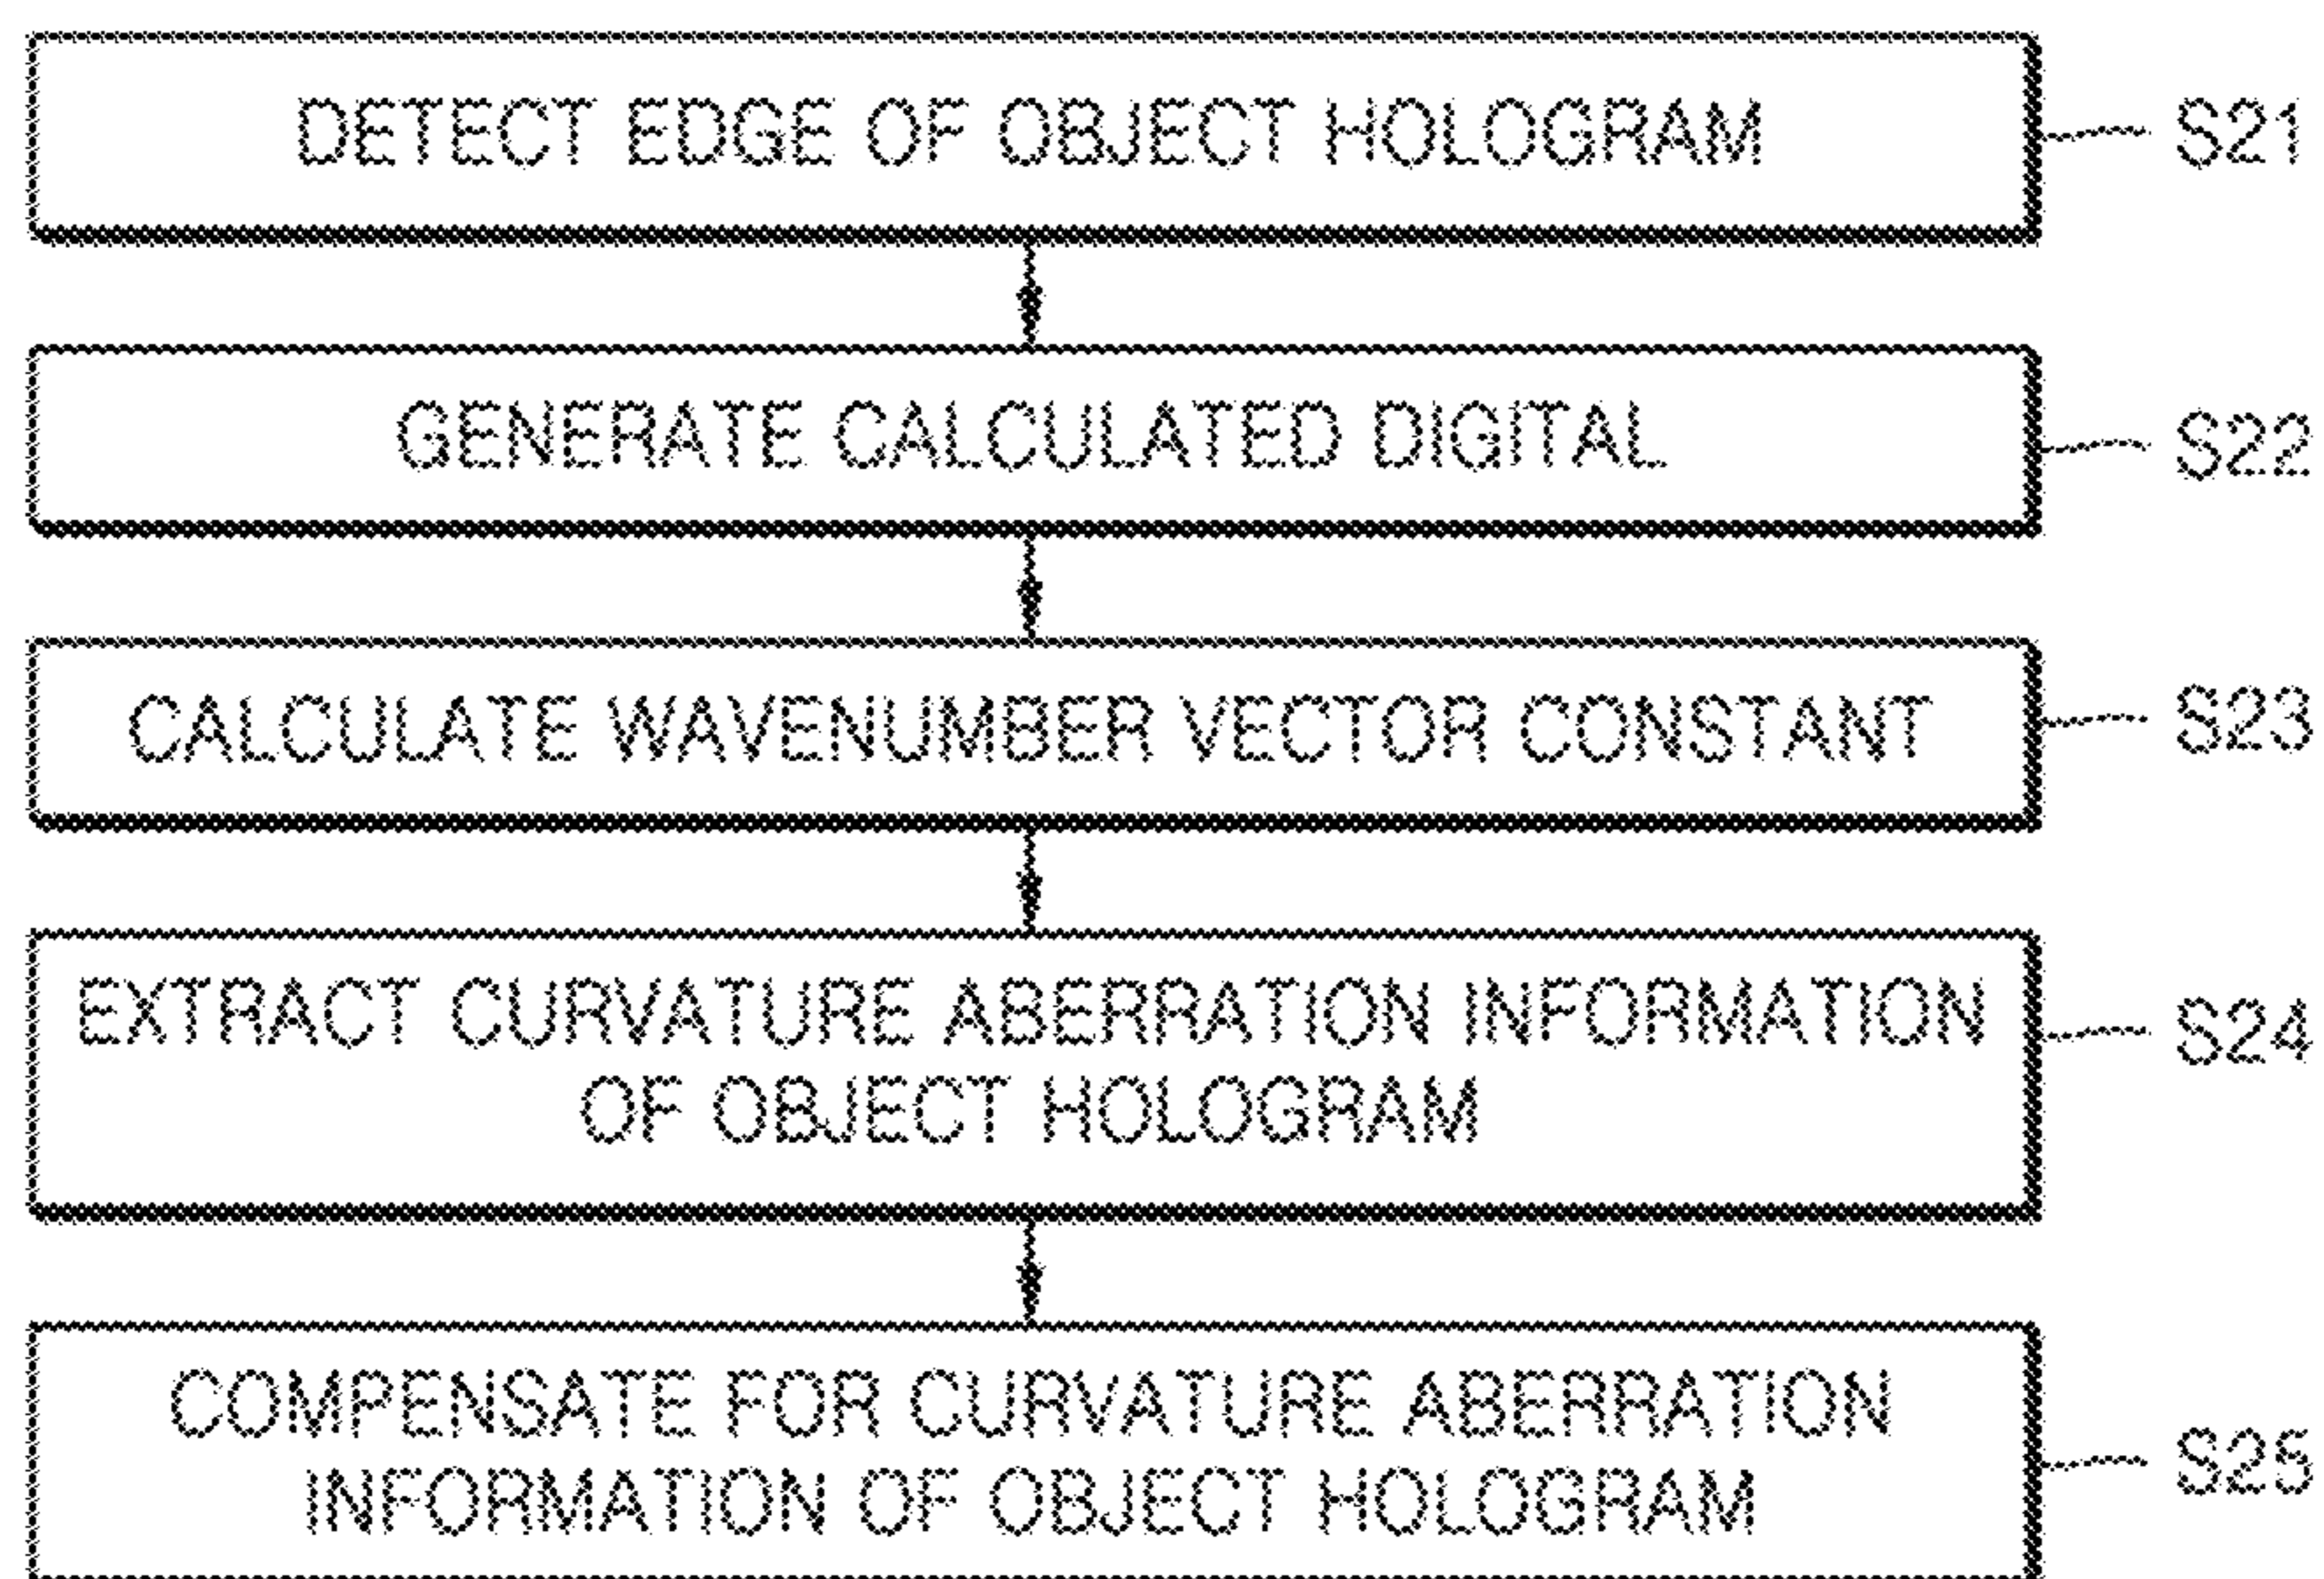 DETECT EDGE OF OBJECT HOLOGRAM
S21
GENERATE CALCULATED DIGITAL
S22
CALCULATE WAVENUMBER VECTOR CONSTANT
S23
EXTRACT CURVATURE ABERRATION INFORMATION
OF OBJECT HOLOGRAM
S24
COMPENSATE FOR CURVATURE ABERRATION
INFORMATION OF OBJECT HOLOGRAM
S25